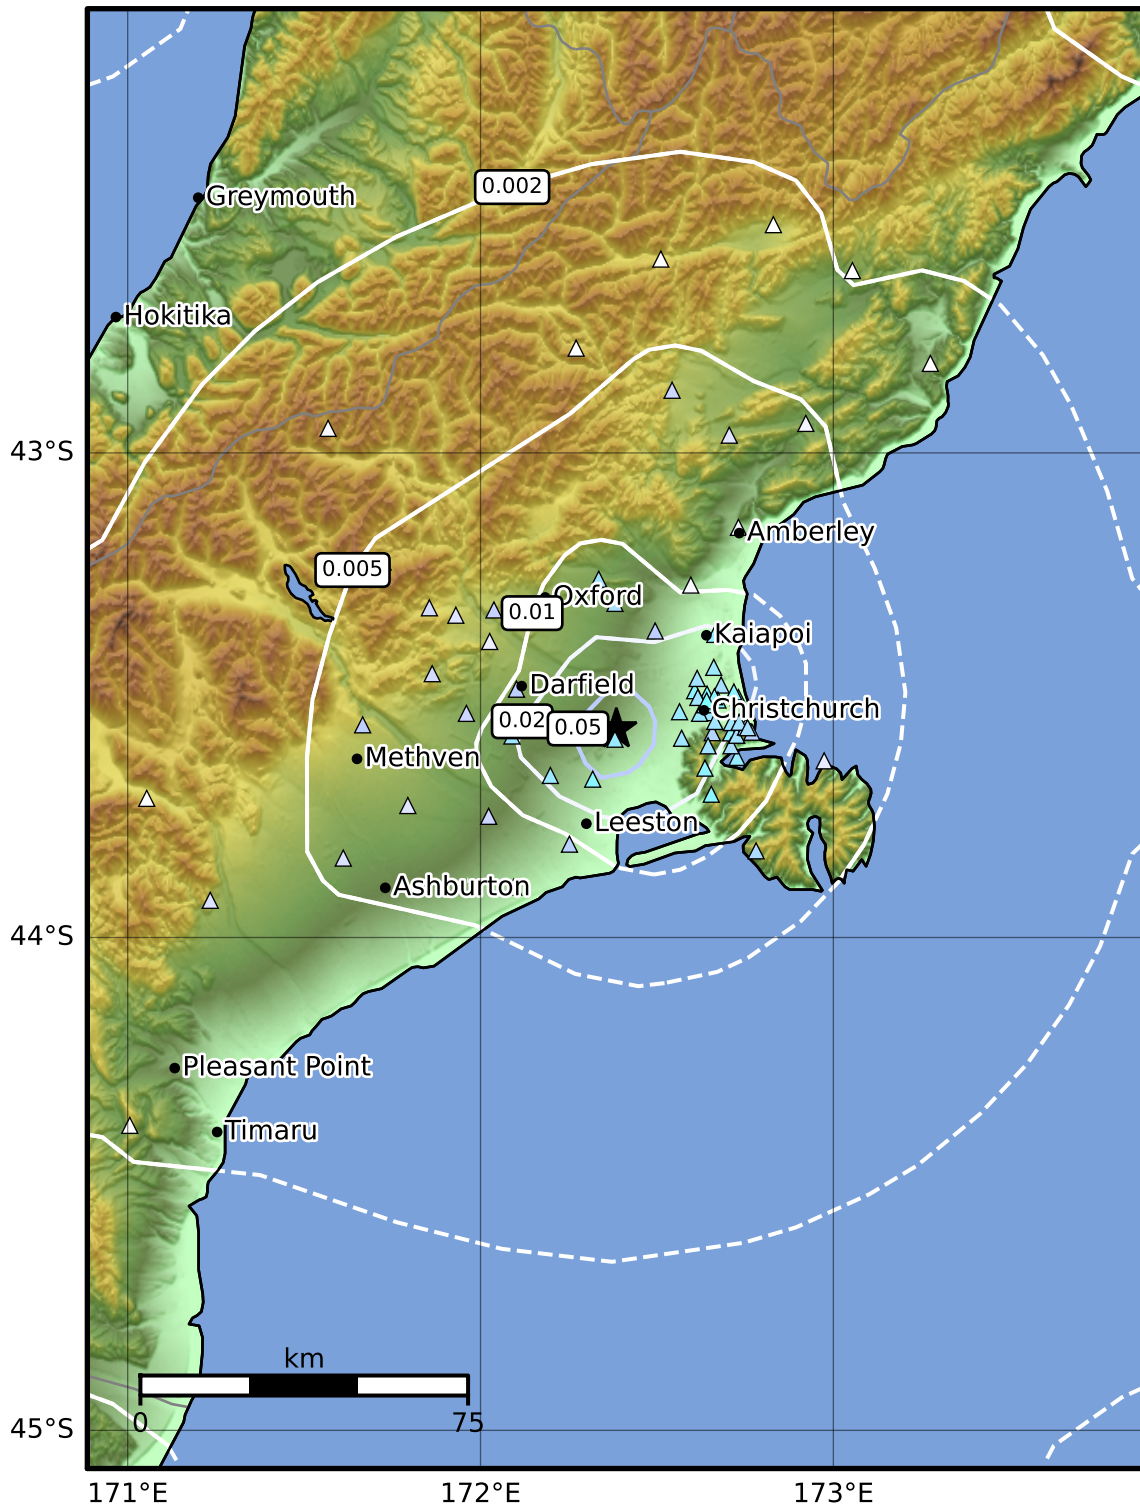 0.002
Greymouth
Hokitika
43°S
Amberley
0.005
Oxford
0.01
Kaiapoi
Darfield
Christchurch
0.02
0.05
Methven
Leeston
Ashburton
44°S
Pleasant Point
Timaru
km
0
75
45°S
171°E
172°E
173°E